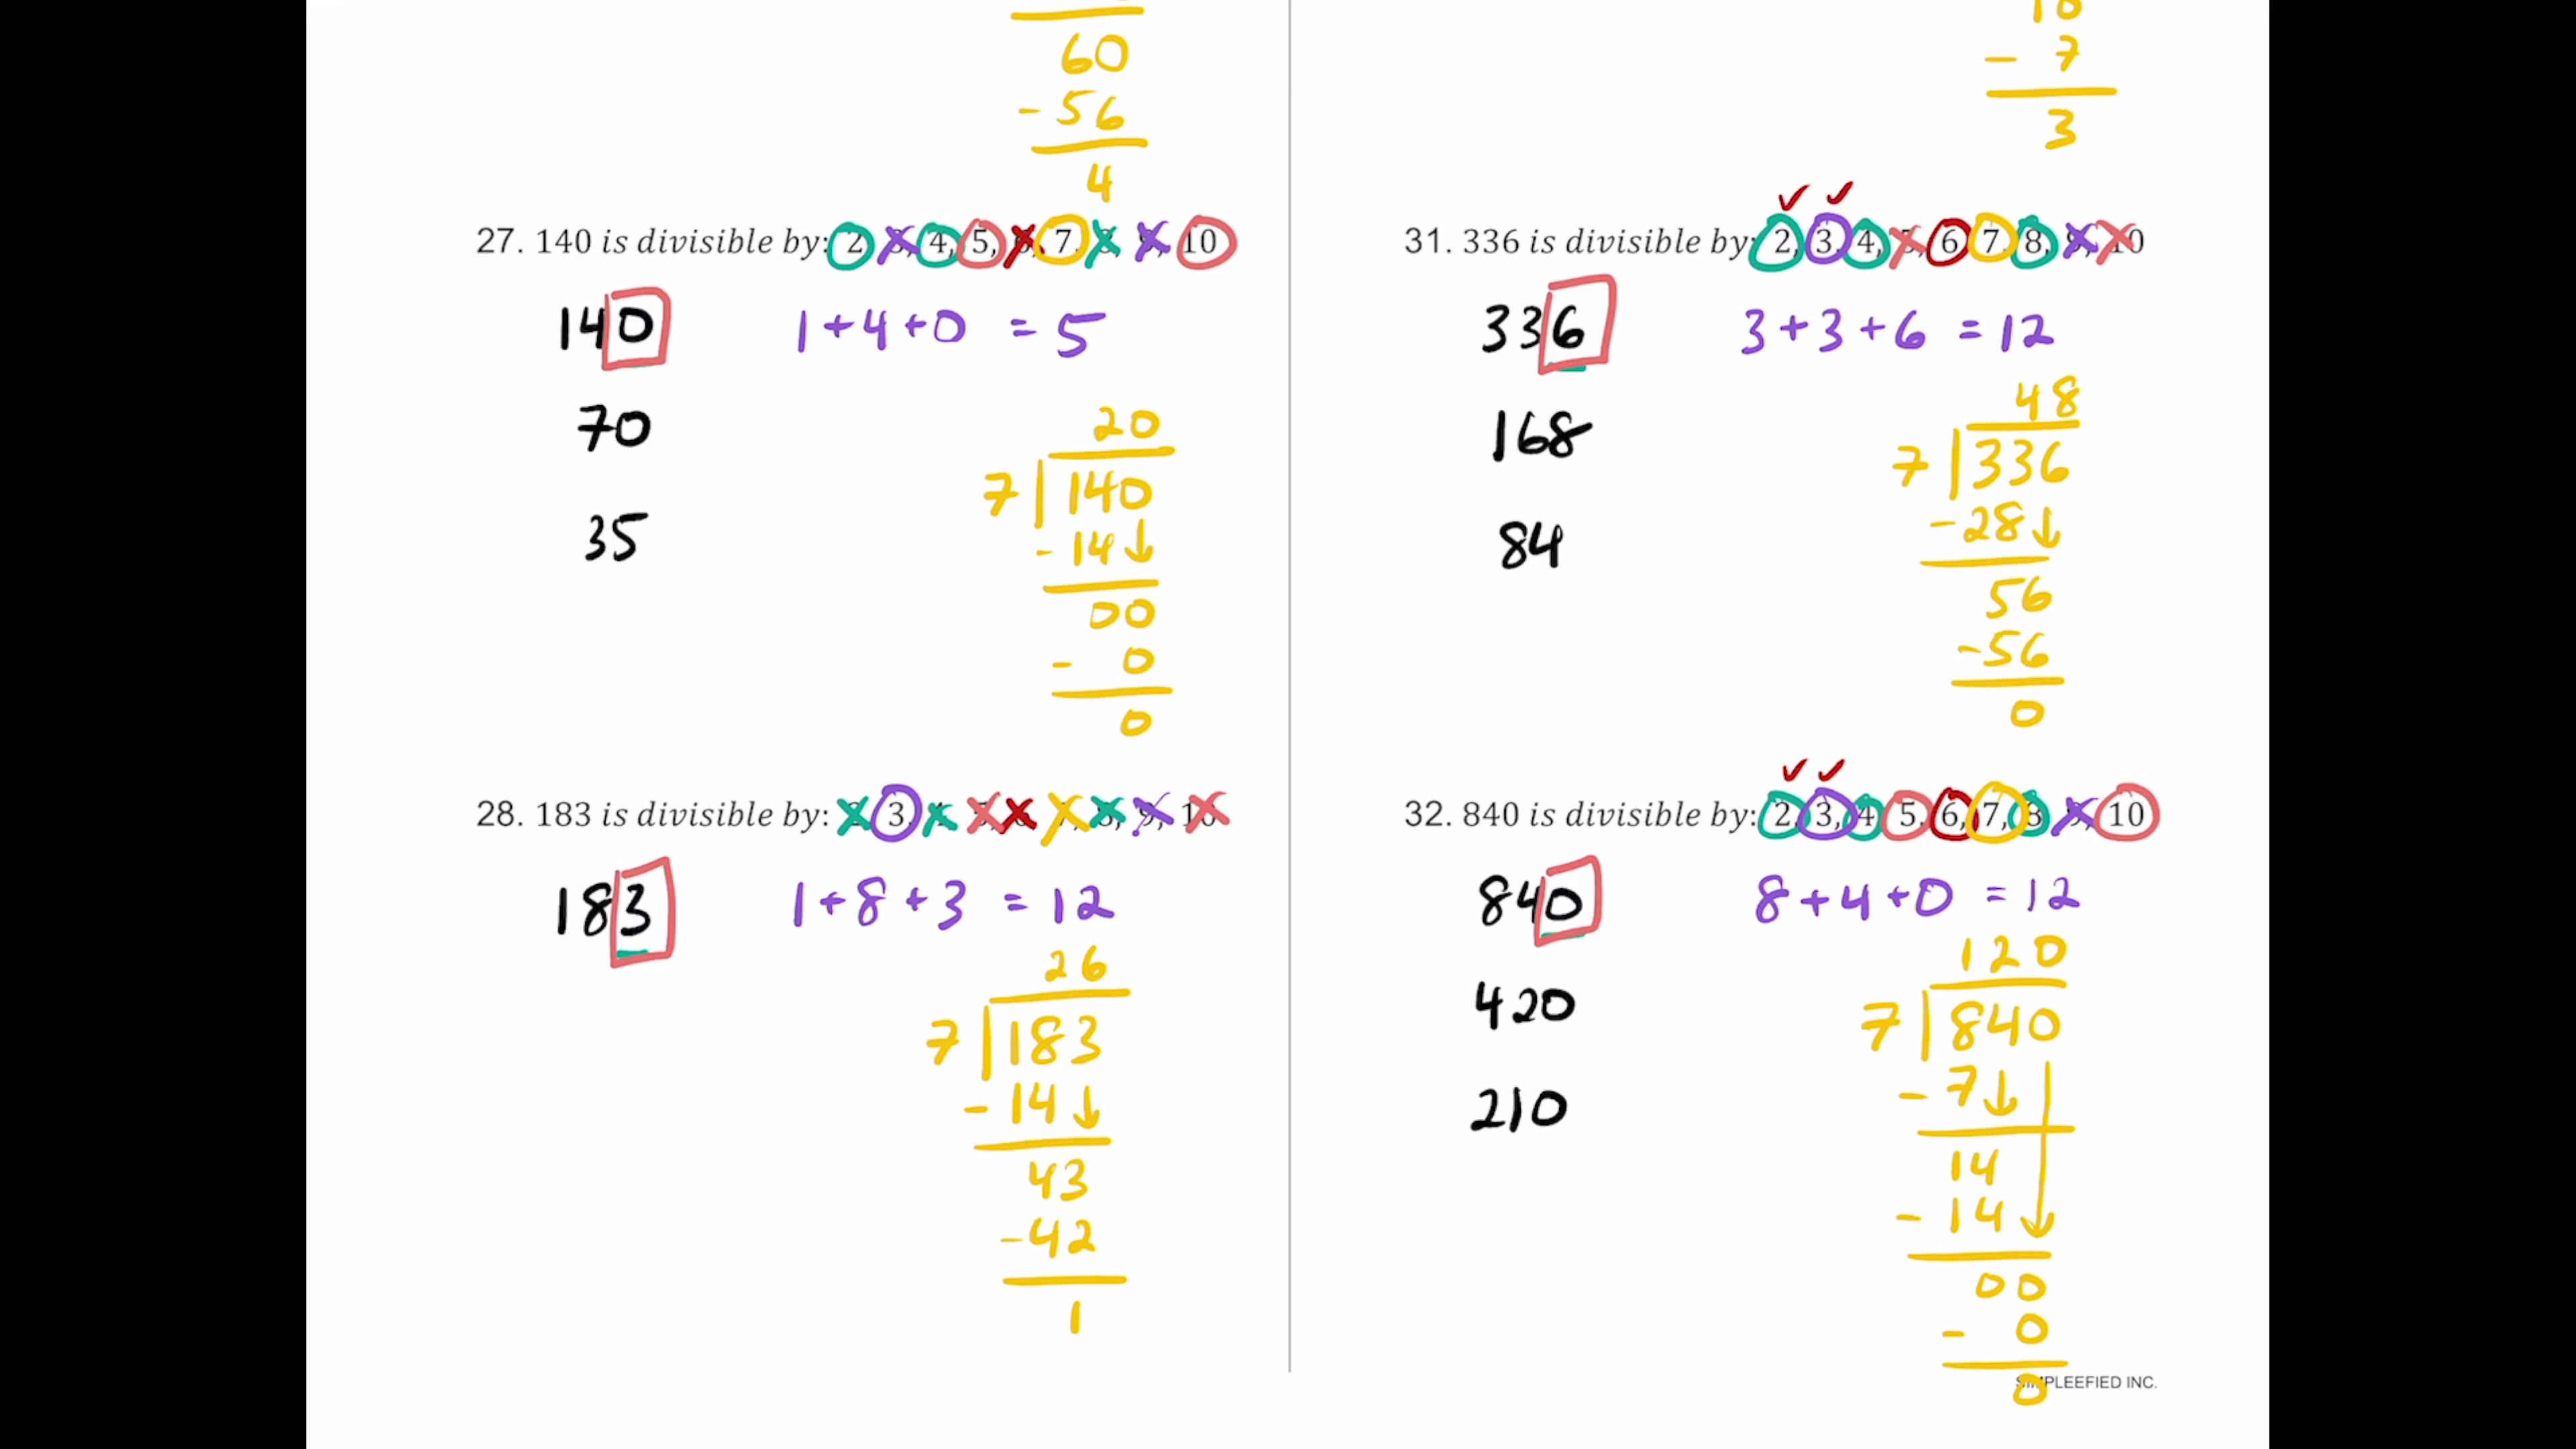 60
- 56
4
27. 140 is divisible by: 2, 3, 4, 5, 6, 7, 8, 9, 10
140
1 + 4 + 0 = 5
70
35
20
7 140
- 14 ↓
00
- 0
0
28. 183 is divisible by: 2, 3, 4, 5, 6, 7, 8, 9, 10
183
1 + 8 + 3 = 12
26
7 183
- 14 ↓
43
- 42
1
- 7
3
✓ ✓
31. 336 is divisible by: 2, 3, 4, 5, 6, 7, 8, 9, 10
336
3 + 3 + 6 = 12
168
84
48
7 336
- 28 ↓
56
- 56
0
✓ ✓
32. 840 is divisible by: 2, 3, 4, 5, 6, 7, 8, 9, 10
840
8 + 4 + 0 = 12
420
210
120
7 840
- 7 ↓
14
- 14 ↓
00
- 0
0
SIMPLEEFIED INC.